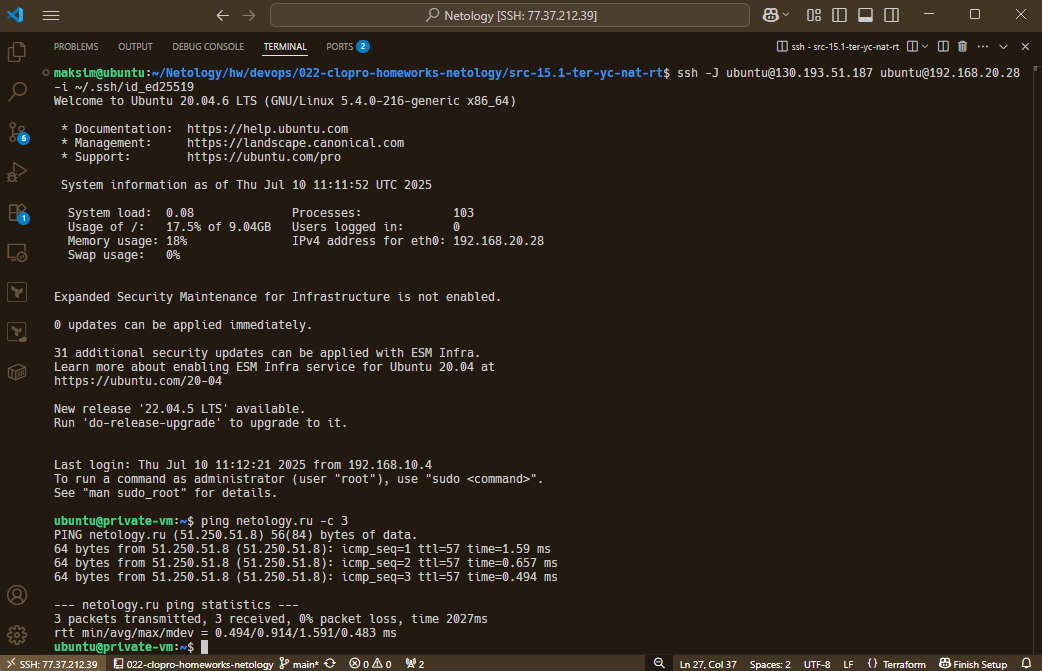 Netology [SSH: 77.37.212.39]
PROBLEMS OUTPUT DEBUG CONSOLE TERMINAL PORTS 2 ssh - src-15.1-ter-yc-nat-rt
maksim@ubuntu:~/Netology/hw/devops/022-clopro-homeworks-netology/src-15.1-ter-yc-nat-rt$ ssh -J ubuntu@130.193.51.187 ubuntu@192.168.20.28
-i ~/.ssh/id_ed25519
Welcome to Ubuntu 20.04.6 LTS (GNU/Linux 5.4.0-216-generic x86_64)
* Documentation: https://help.ubuntu.com
* Management: https://landscape.canonical.com
* Support: https://ubuntu.com/pro
System information as of Thu Jul 10 11:11:52 UTC 2025
System load: 0.08 Processes: 103
Usage of /: 17.5% of 9.04GB Users logged in: 0
Memory usage: 18% IPv4 address for eth0: 192.168.20.28
Swap usage: 0%
Expanded Security Maintenance for Infrastructure is not enabled.
0 updates can be applied immediately.
31 additional security updates can be applied with ESM Infra.
Learn more about enabling ESM Infra service for Ubuntu 20.04 at
https://ubuntu.com/20-04
New release '22.04.5 LTS' available.
Run 'do-release-upgrade' to upgrade to it.
Last login: Thu Jul 10 11:12:21 2025 from 192.168.10.4
To run a command as administrator (user "root"), use "sudo <command>".
See "man sudo_root" for details.
ubuntu@private-vm:~$ ping netology.ru -c 3
PING netology.ru (51.250.51.8) 56(84) bytes of data.
64 bytes from 51.250.51.8 (51.250.51.8): icmp_seq=1 ttl=57 time=1.59 ms
64 bytes from 51.250.51.8 (51.250.51.8): icmp_seq=2 ttl=57 time=0.657 ms
64 bytes from 51.250.51.8 (51.250.51.8): icmp_seq=3 ttl=57 time=0.494 ms
--- netology.ru ping statistics ---
3 packets transmitted, 3 received, 0% packet loss, time 2027ms
rtt min/avg/max/mdev = 0.494/0.914/1.591/0.483 ms
ubuntu@private-vm:~$
6
1
SSH: 77.37.212.39 022-clopro-homeworks-netology main* 0 0 2 Ln 27, Col 37 Spaces: 2 UTF-8 LF {} Terraform Finish Setup